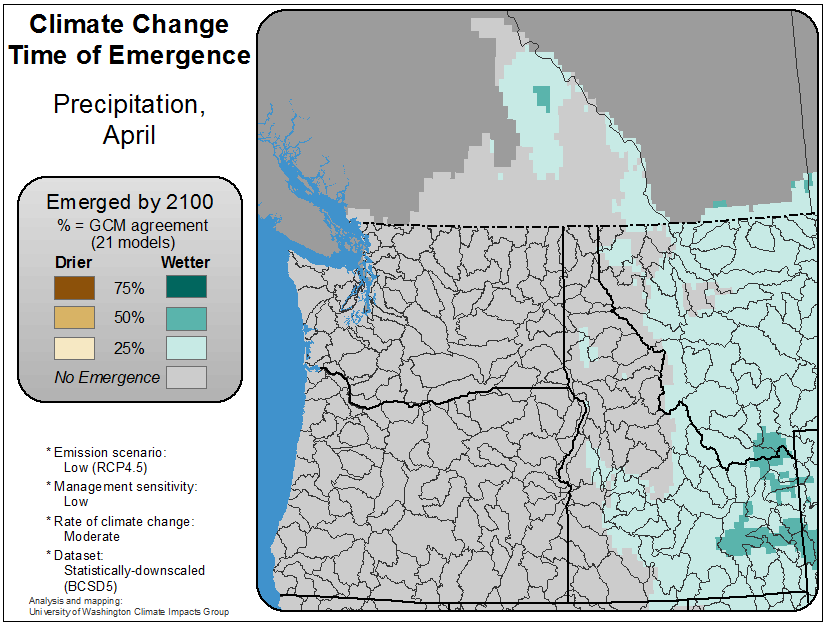 Climate Change
Time of Emergence
Precipitation,
April
Emerged by 2100
% = GCM agreement
(21 models)
Drier Wetter
75%
50%
25%
No Emergence
* Emission scenario:
Low (RCP4.5)
* Management sensitivity:
Low
* Rate of climate change:
Moderate
* Dataset:
Statistically-downscaled
(BCSD5)
Analysis and mapping:
University of Washington Climate Impacts Group